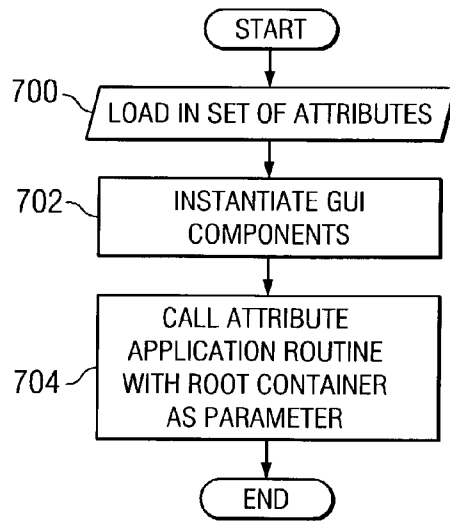 START
700
LOAD IN SET OF ATTRIBUTES
702
INSTANTIATE GUI
COMPONENTS
704
CALL ATTRIBUTE
APPLICATION ROUTINE
WITH ROOT CONTAINER
AS PARAMETER
END